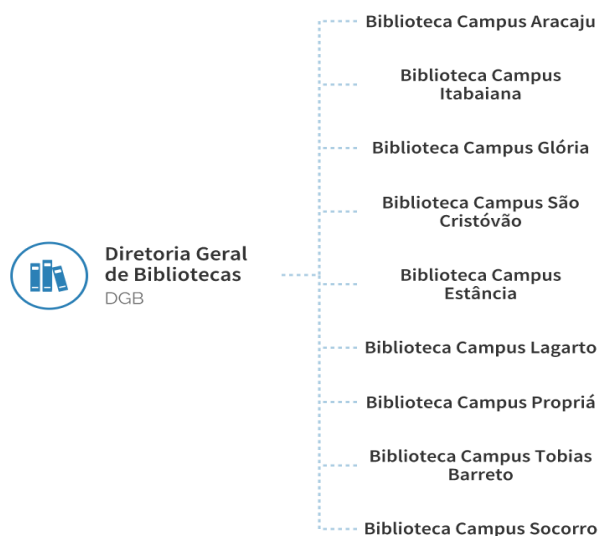 Biblioteca Campus Aracaju
Biblioteca Campus
Itabaiana
Biblioteca Campus Glória
Biblioteca Campus São
Cristóvão
Diretoria Geral
de Bibliotecas
DGB
Biblioteca Campus
Estância
Biblioteca Campus Lagarto
Biblioteca Campus Propriá
Biblioteca Campus Tobias
Barreto
Biblioteca Campus Socorro